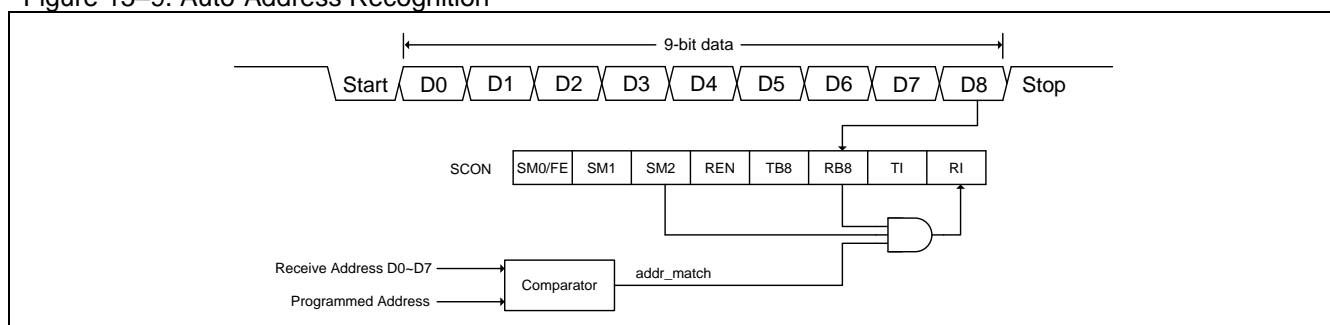 Figure 15–9. Auto-Address Recognition
9-bit data
Start D0 D1 D2 D3 D4 D5 D6 D7 D8 Stop
SCON SM0/FE SM1 SM2 REN TB8 RB8 TI RI
Receive Address D0~D7
Programmed Address
Comparator
addr_match